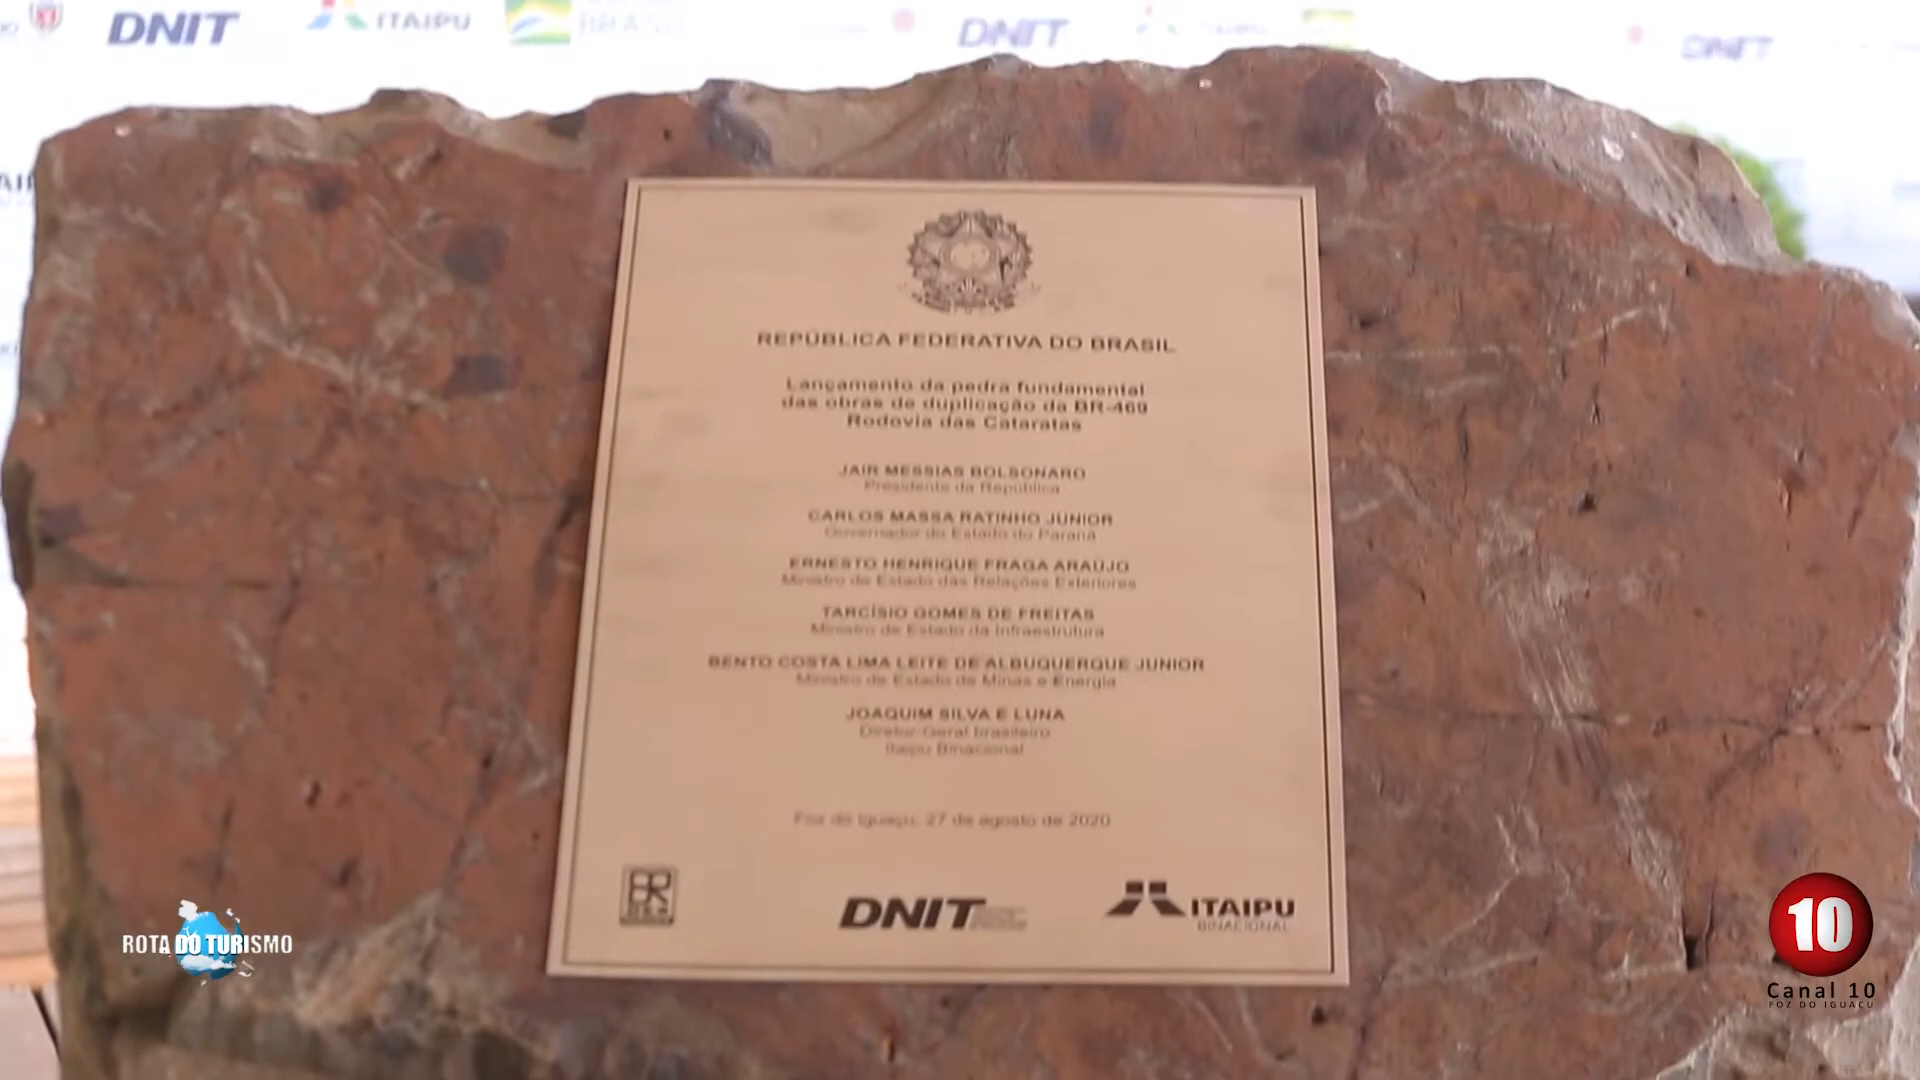 DNIT
ITAIPU
BRASIL
DNIT
DNIT
REPÚBLICA FEDERATIVA DO BRASIL
Lançamento da pedra fundamental
das obras de duplicação da BR-469
Rodovia das Cataratas
JAIR MESSIAS BOLSONARO
Presidente da República
CARLOS MASSA RATINHO JUNIOR
Governador do Estado do Paraná
ERNESTO HENRIQUE FRAGA ARAÚJO
Ministro de Estado das Relações Exteriores
TARCÍSIO GOMES DE FREITAS
Ministro de Estado da Infraestrutura
BENTO COSTA LIMA LEITE DE ALBUQUERQUE JUNIOR
Ministro de Estado de Minas e Energia
JOAQUIM SILVA E LUNA
Diretor-Geral brasileiro
Itaipu Binacional
Foz do Iguaçu, 27 de agosto de 2020
DNIT
ITAIPU
BINACIONAL
ROTA DO TURISMO
10
Canal 10
FOZ DO IGUAÇU